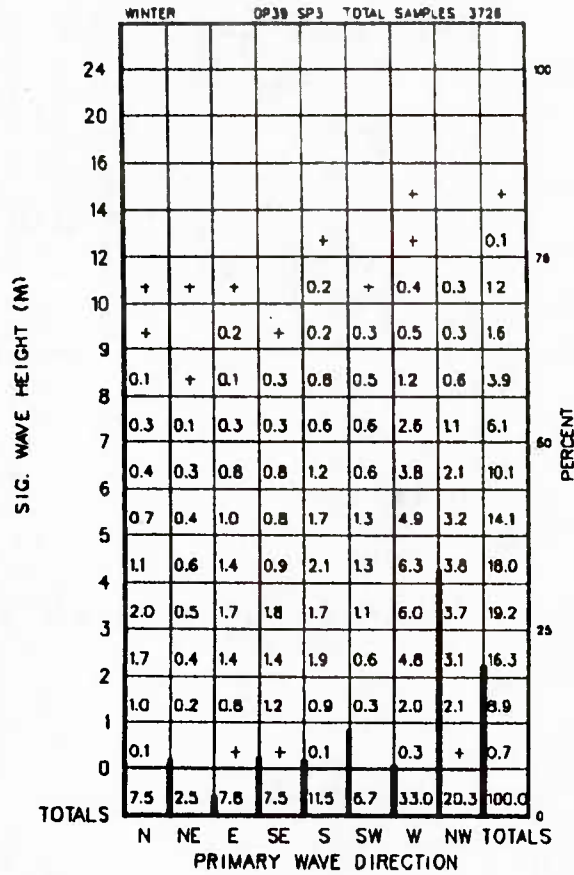 WINTER OP39 SP3 TOTAL SAMPLES 3726
24 100
20
16
+ +
14
+ + 0.1
12 75
+ + + 0.2 + 0.4 0.3 1.2
10
+ 0.2 + 0.2 0.3 0.5 0.3 1.6
9
0.1 + 0.1 0.3 0.8 0.5 1.2 0.6 3.9
8
0.3 0.1 0.3 0.3 0.6 0.6 2.6 1.1 6.1
7 50
0.4 0.3 0.8 0.8 1.2 0.6 3.8 2.1 10.1
6
0.7 0.4 1.0 0.8 1.7 1.3 4.9 3.2 14.1
5
1.1 0.6 1.4 0.9 2.1 1.3 6.3 3.8 18.0
4
2.0 0.5 1.7 1.8 1.7 1.1 6.0 3.7 19.2
3 25
1.7 0.4 1.4 1.4 1.9 0.6 4.8 3.1 16.3
2
1.0 0.2 0.8 1.2 0.9 0.3 2.0 2.1 8.9
1
0.1 + + 0.1 0.3 + 0.7
0
7.5 2.5 7.8 7.5 11.5 6.7 33.0 20.3 100.0
TOTALS 0
N NE E SE S SW W NW TOTALS
PRIMARY WAVE DIRECTION
SIG. WAVE HEIGHT (M)
PERCENT